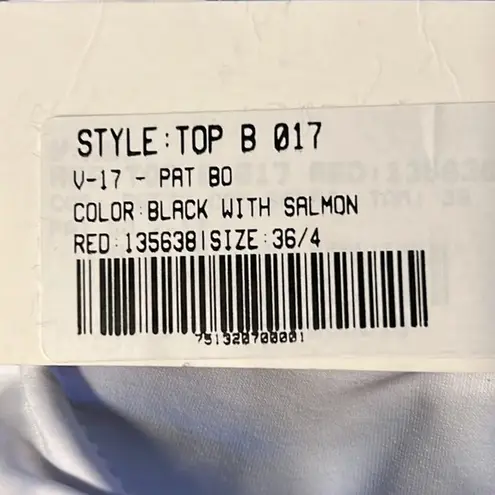 STYLE:TOP B 017
V-17 - PAT BO
COLOR:BLACK WITH SALMON
RED:135638|SIZE:36/4
751320700001